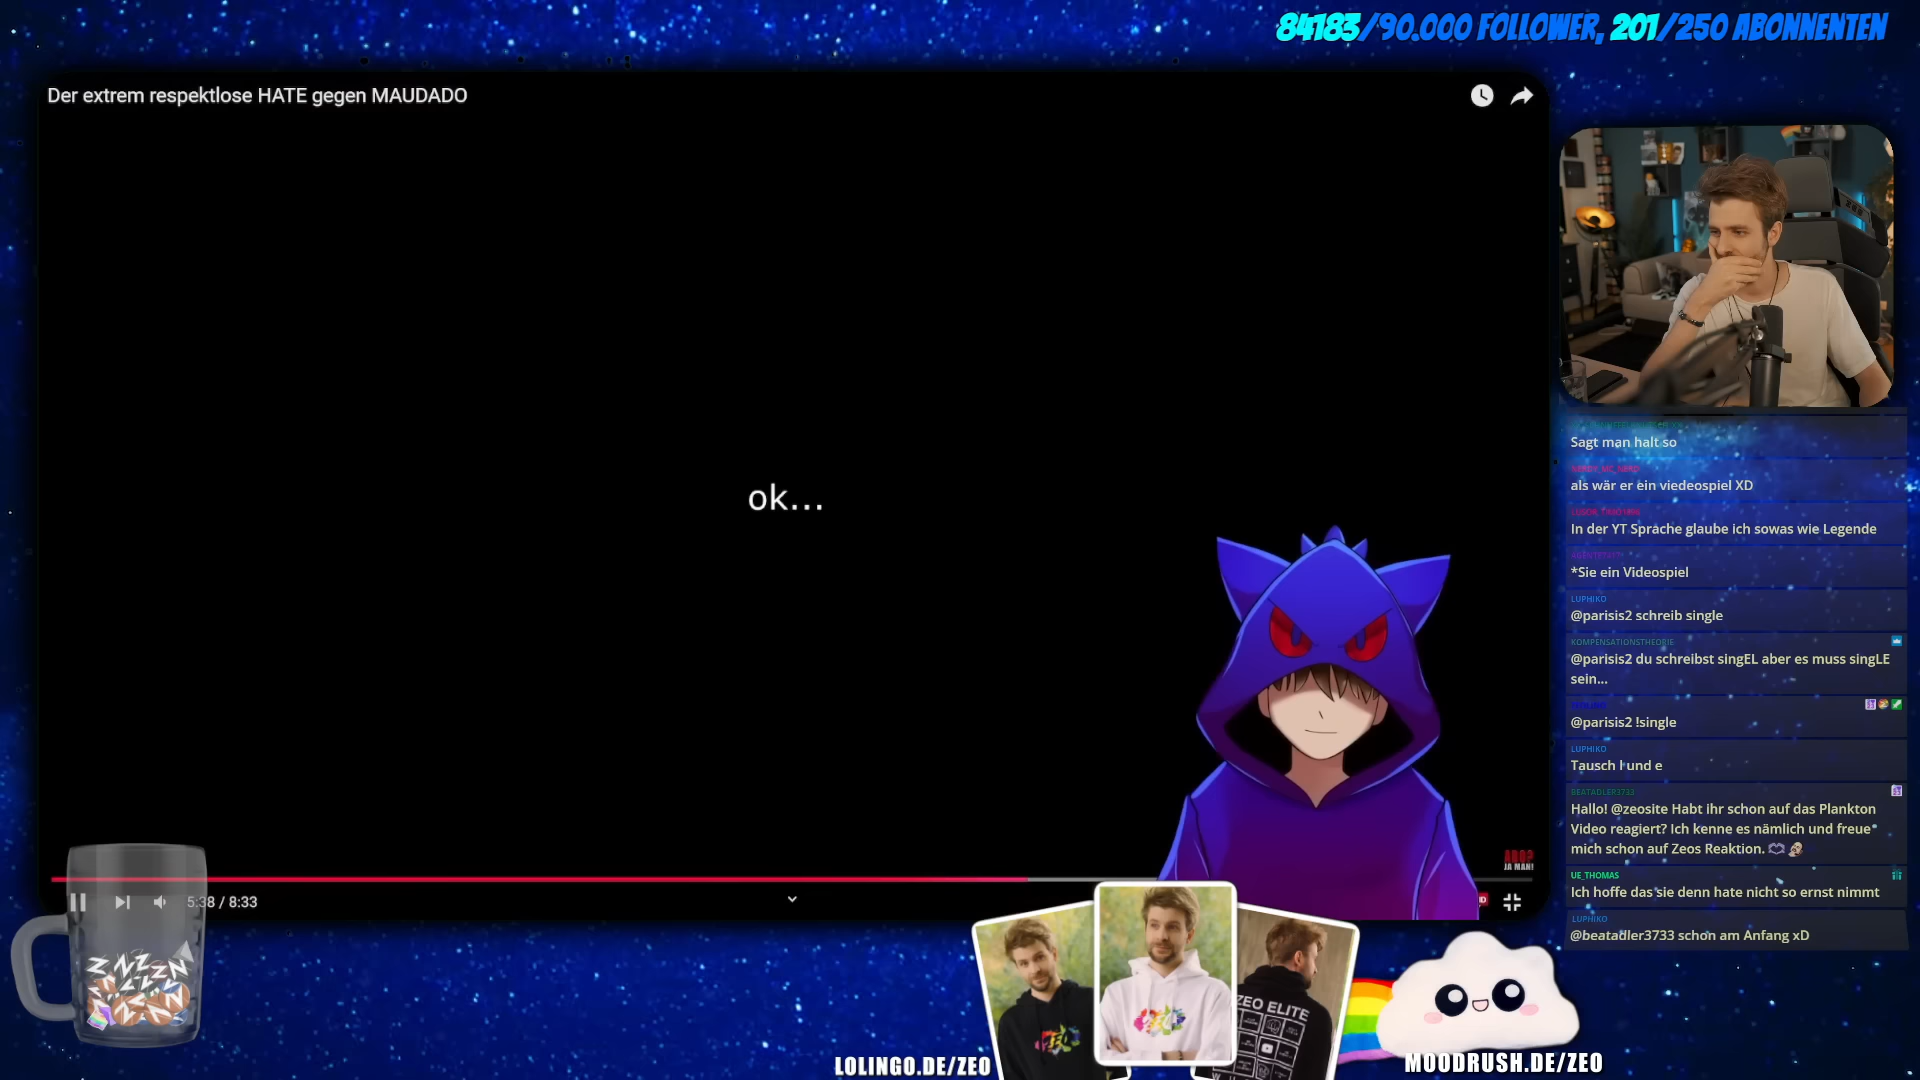 84183/90.000 FOLLOWER, 201/250 ABONNENTEN
Der extrem respektlose HATE gegen MAUDADO
ok...
ABO?
JA MAN!
5:38 / 8:33
Sagt man halt so
als wär er ein viedeospiel XD
In der YT Sprache glaube ich sowas wie Legende
*Sie ein Videospiel
LUPHIKO
@parisis2 schreib single
KOMPENSATIONSTHEORIE
@parisis2 du schreibst singEL aber es muss singLE
sein...
@parisis2 !single
LUPHIKO
Tausch l und e
BEATADLER3733
Hallo! @zeosite Habt ihr schon auf das Plankton
Video reagiert? Ich kenne es nämlich und freue
mich schon auf Zeos Reaktion.
UE_THOMAS
Ich hoffe das sie denn hate nicht so ernst nimmt
LUPHIKO
@beatadler3733 schon am Anfang xD
ZEO ELITE
LOLINGO.DE/ZEO
MOODRUSH.DE/ZEO